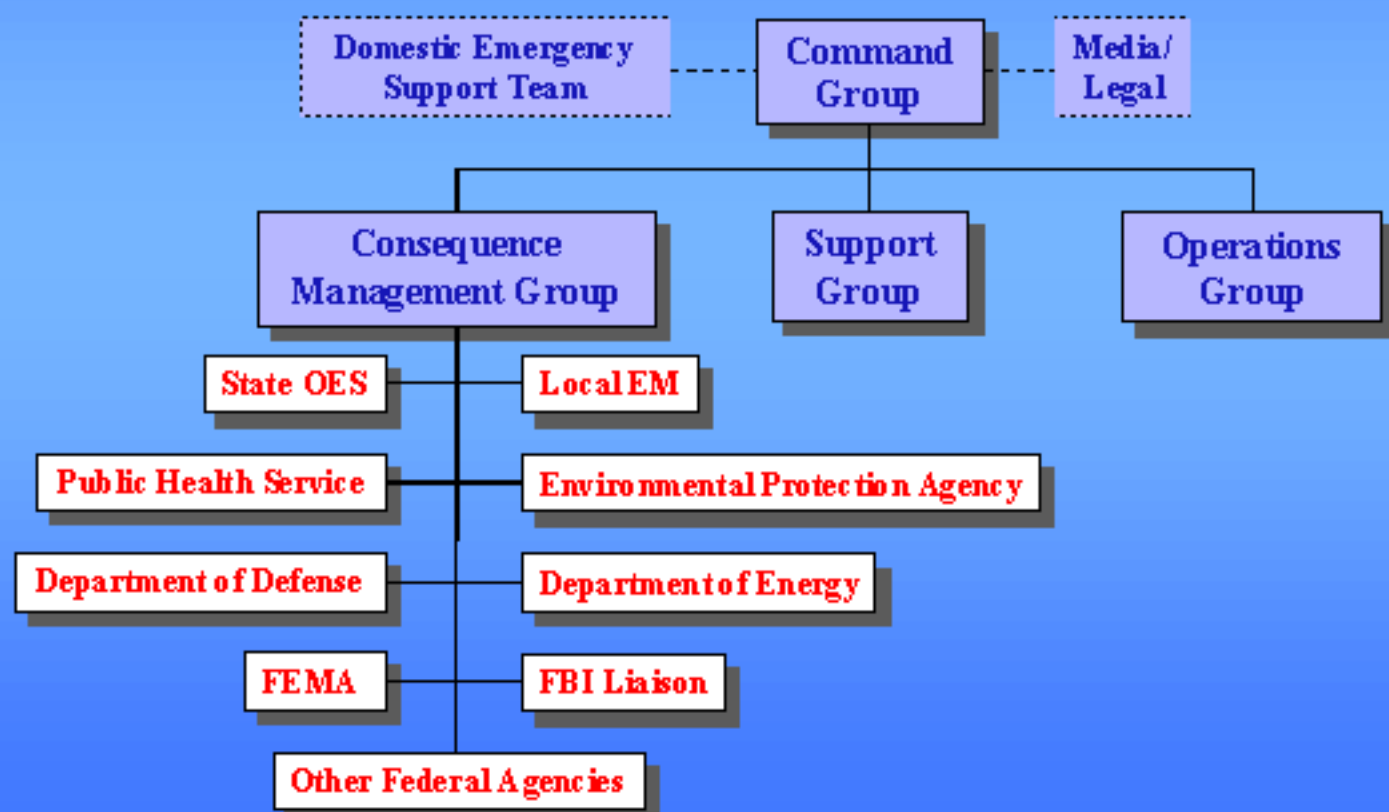 Domestic Emergency
Support Team
Command
Group
Media/
Legal
Consequence
Management Group
Support
Group
Operations
Group
State OES
Local EM
Public Health Service
Environmental Protection Agency
Department of Defense
Department of Energy
FEMA
FBI Liaison
Other Federal Agencies